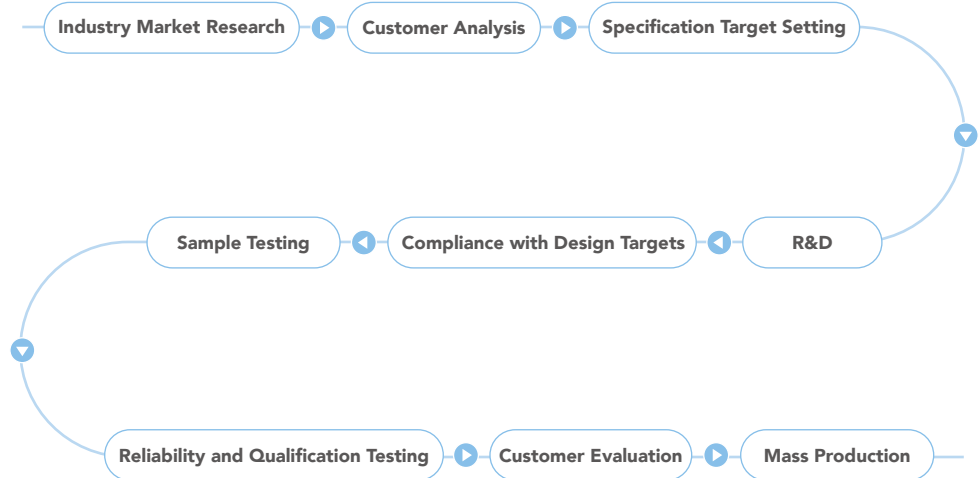 Industry Market Research
Customer Analysis
Specification Target Setting
R&D
Compliance with Design Targets
Sample Testing
Reliability and Qualification Testing
Customer Evaluation
Mass Production